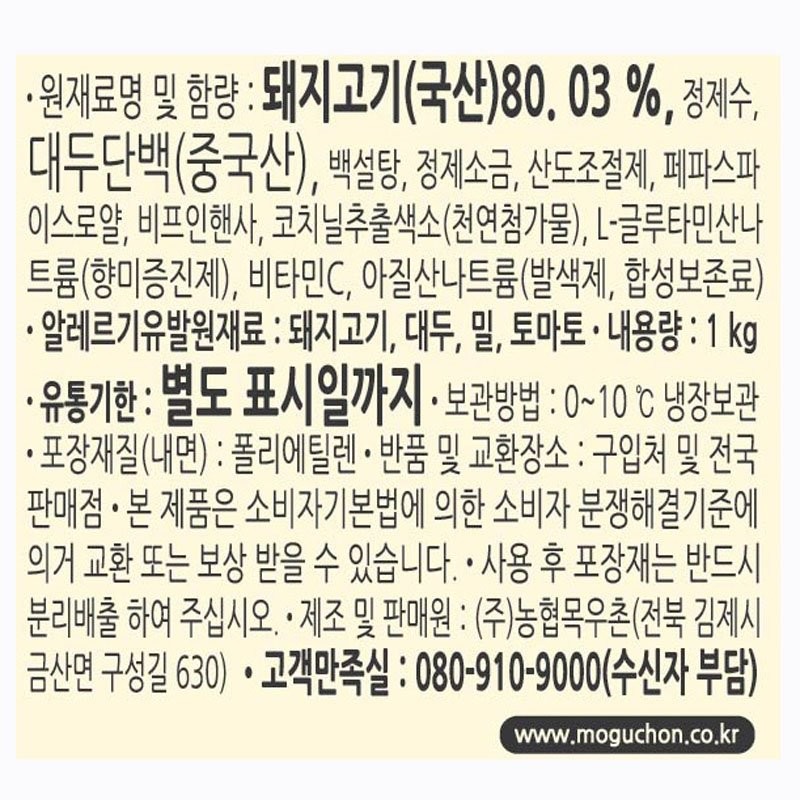 • 원재료명 및 함량 : 돼지고기(국산)80. 03 %, 정제수,
대두단백(중국산), 백설탕, 정제소금, 산도조절제, 페파스파
이스로얄, 비프인핸사, 코치닐추출색소(천연첨가물), L-글루타민산나
트륨(향미증진제), 비타민C, 아질산나트륨(발색제, 합성보존료)
• 알레르기유발원재료 : 돼지고기, 대두, 밀, 토마토 • 내용량 : 1 kg
• 유통기한 : 별도 표시일까지 • 보관방법 : 0~10 ℃ 냉장보관
• 포장재질(내면) : 폴리에틸렌 • 반품 및 교환장소 : 구입처 및 전국
판매점 • 본 제품은 소비자기본법에 의한 소비자 분쟁해결기준에
의거 교환 또는 보상 받을 수 있습니다. • 사용 후 포장재는 반드시
분리배출 하여 주십시오. • 제조 및 판매원 : (주)농협목우촌(전북 김제시
금산면 구성길 630) • 고객만족실 : 080-910-9000(수신자 부담)
www.moguchon.co.kr